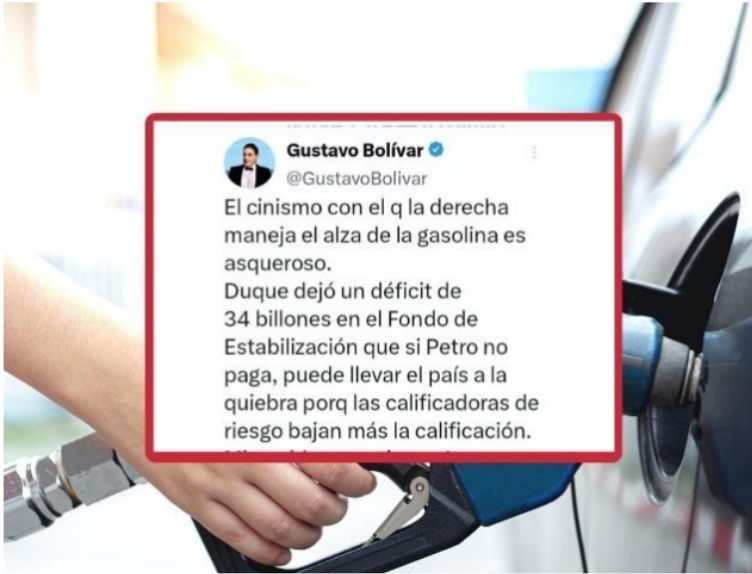 Gustavo Bolívar
@GustavoBolivar
El cinismo con el q la derecha
maneja el alza de la gasolina es
asqueroso.
Duque dejó un déficit de
34 billones en el Fondo de
Estabilización que si Petro no
paga, puede llevar el país a la
quiebra porq las calificadoras de
riesgo bajan más la calificación.